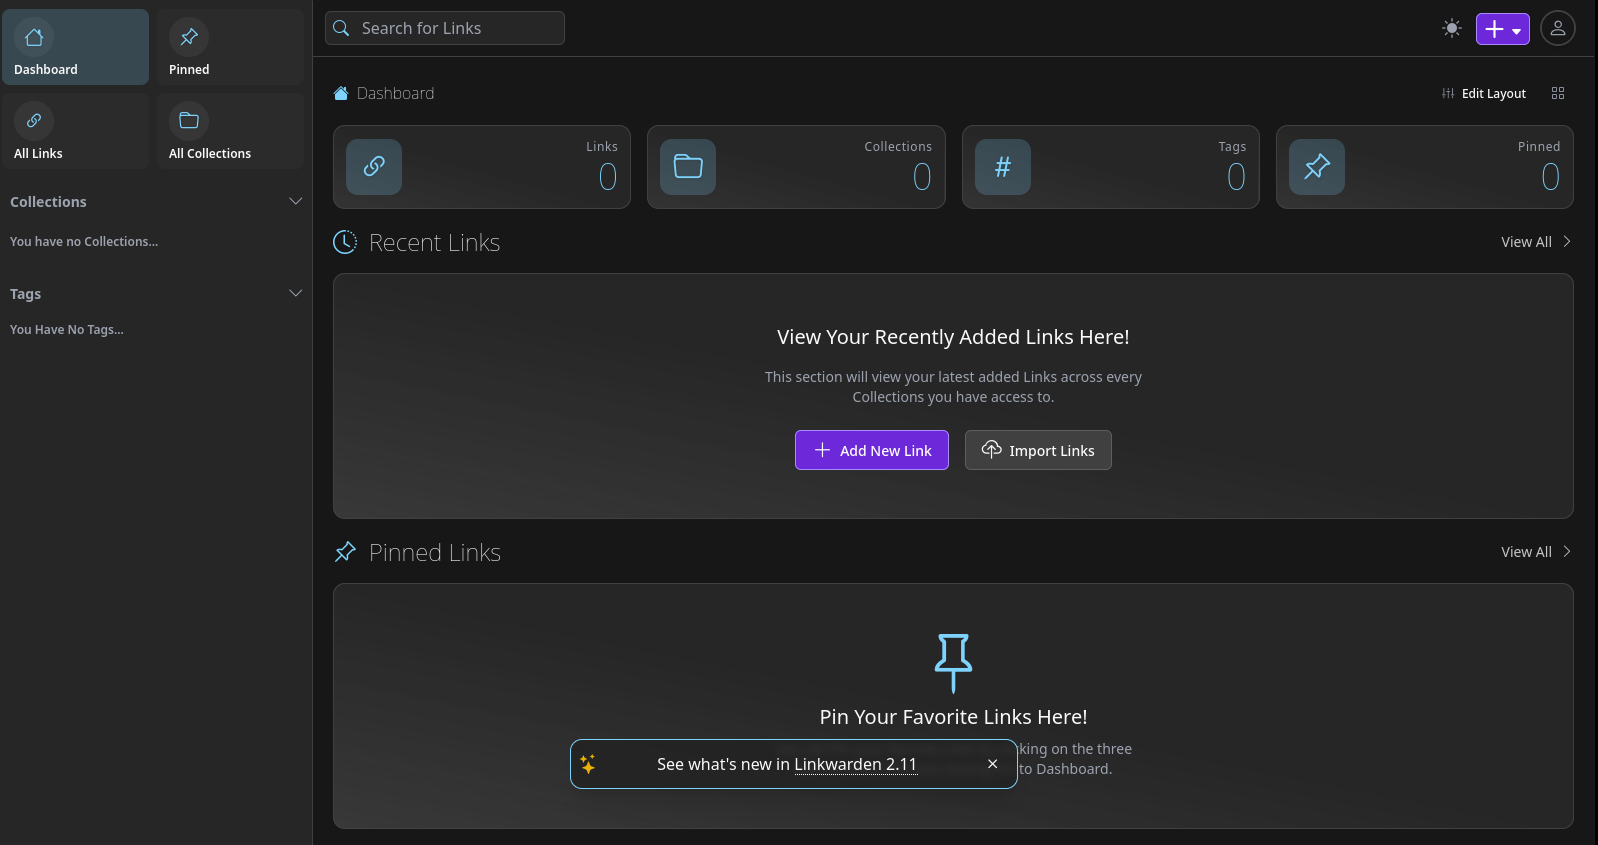 Dashboard
Pinned
All Links
All Collections
Collections
You have no Collections...
Tags
You Have No Tags...
Search for Links
Dashboard
Edit Layout
Links
0
Collections
0
#
Tags
0
Pinned
0
Recent Links
View All
View Your Recently Added Links Here!
This section will view your latest added Links across every
Collections you have access to.
Add New Link
Import Links
Pinned Links
View All
Pin Your Favorite Links Here!
on the three
to Dashboard.
See what's new in Linkwarden 2.11